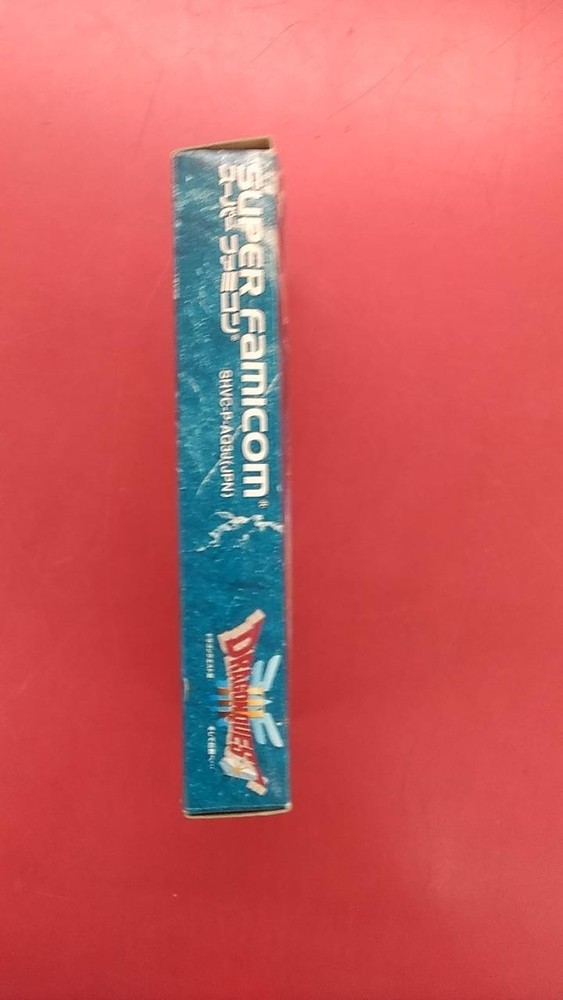 SUPER FAMICOM®
スーパーファミコン®
SHVC-P-AQ3J(JPN)
DRAGON QUEST
III